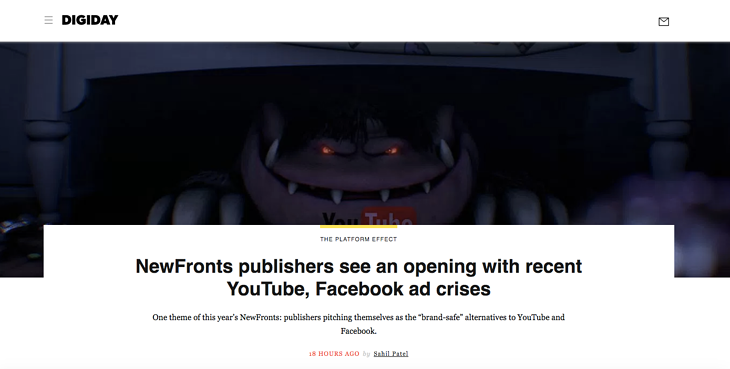 DIGIDAY
YouTube
THE PLATFORM EFFECT
NewFronts publishers see an opening with recent
YouTube, Facebook ad crises
One theme of this year's NewFronts: publishers pitching themselves as the “brand-safe” alternatives to YouTube and
Facebook.
18 HOURS AGO by Sahil Patel